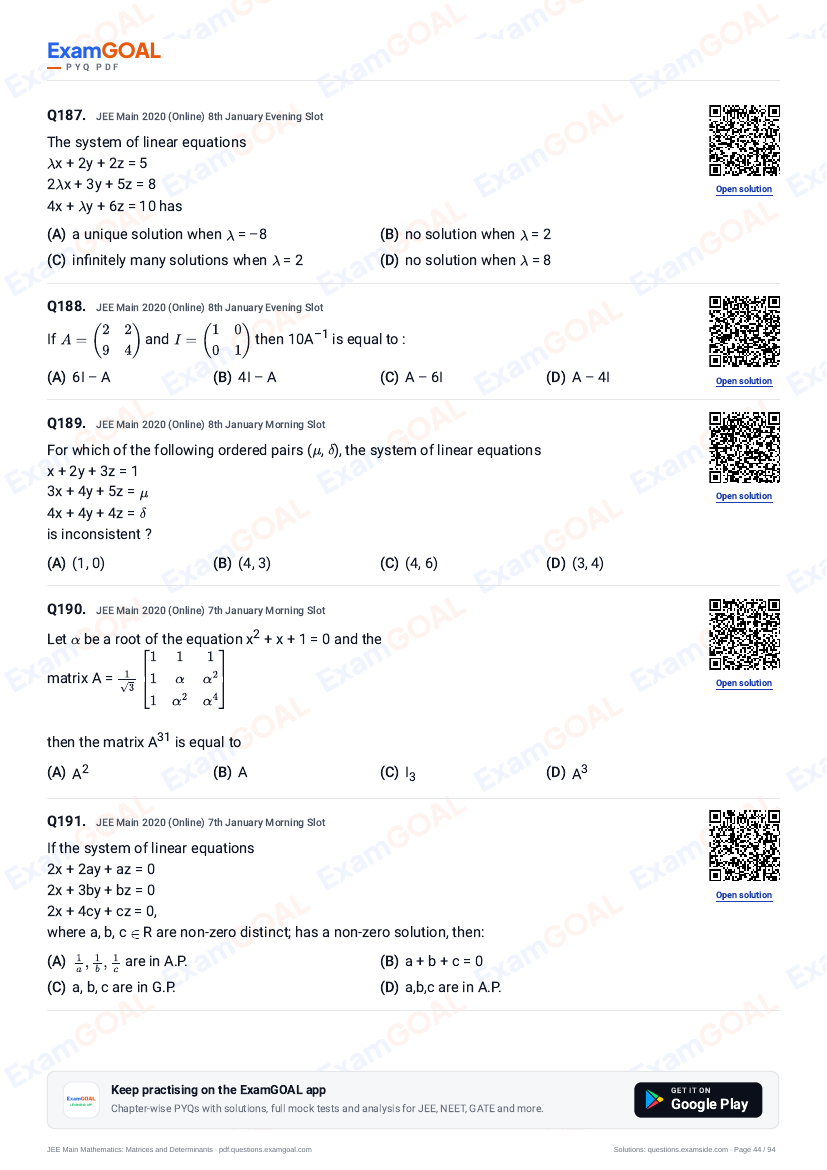 ExamGOAL
PYQ PDF
Q187. JEE Main 2020 (Online) 8th January Evening Slot
The system of linear equations
λx + 2y + 2z = 5
2λx + 3y + 5z = 8
4x + λy + 6z = 10 has
(A) a unique solution when λ = −8
(B) no solution when λ = 2
(C) infinitely many solutions when λ = 2
(D) no solution when λ = 8
Open solution
Q188. JEE Main 2020 (Online) 8th January Evening Slot
If A = (2 2
9 4) and I = (1 0
0 1) then 10A⁻¹ is equal to :
(A) 6I − A
(B) 4I − A
(C) A − 6I
(D) A − 4I
Open solution
Q189. JEE Main 2020 (Online) 8th January Morning Slot
For which of the following ordered pairs (μ, δ), the system of linear equations
x + 2y + 3z = 1
3x + 4y + 5z = μ
4x + 4y + 4z = δ
is inconsistent ?
(A) (1, 0)
(B) (4, 3)
(C) (4, 6)
(D) (3, 4)
Open solution
Q190. JEE Main 2020 (Online) 7th January Morning Slot
Let α be a root of the equation x² + x + 1 = 0 and the
matrix A = 1/√3 [1 1 1
1 α α²
1 α² α⁴]
then the matrix A³¹ is equal to
(A) A²
(B) A
(C) I₃
(D) A³
Open solution
Q191. JEE Main 2020 (Online) 7th January Morning Slot
If the system of linear equations
2x + 2ay + az = 0
2x + 3by + bz = 0
2x + 4cy + cz = 0,
where a, b, c ∈ R are non-zero distinct; has a non-zero solution, then:
(A) 1/a, 1/b, 1/c are in A.P.
(B) a + b + c = 0
(C) a, b, c are in G.P.
(D) a,b,c are in A.P.
Open solution
ExamGOAL
Keep practising on the ExamGOAL app
Chapter-wise PYQs with solutions, full mock tests and analysis for JEE, NEET, GATE and more.
GET IT ON
Google Play
JEE Main Mathematics: Matrices and Determinants · pdf.questions.examgoal.com
Solutions: questions.examside.com · Page 44 / 94